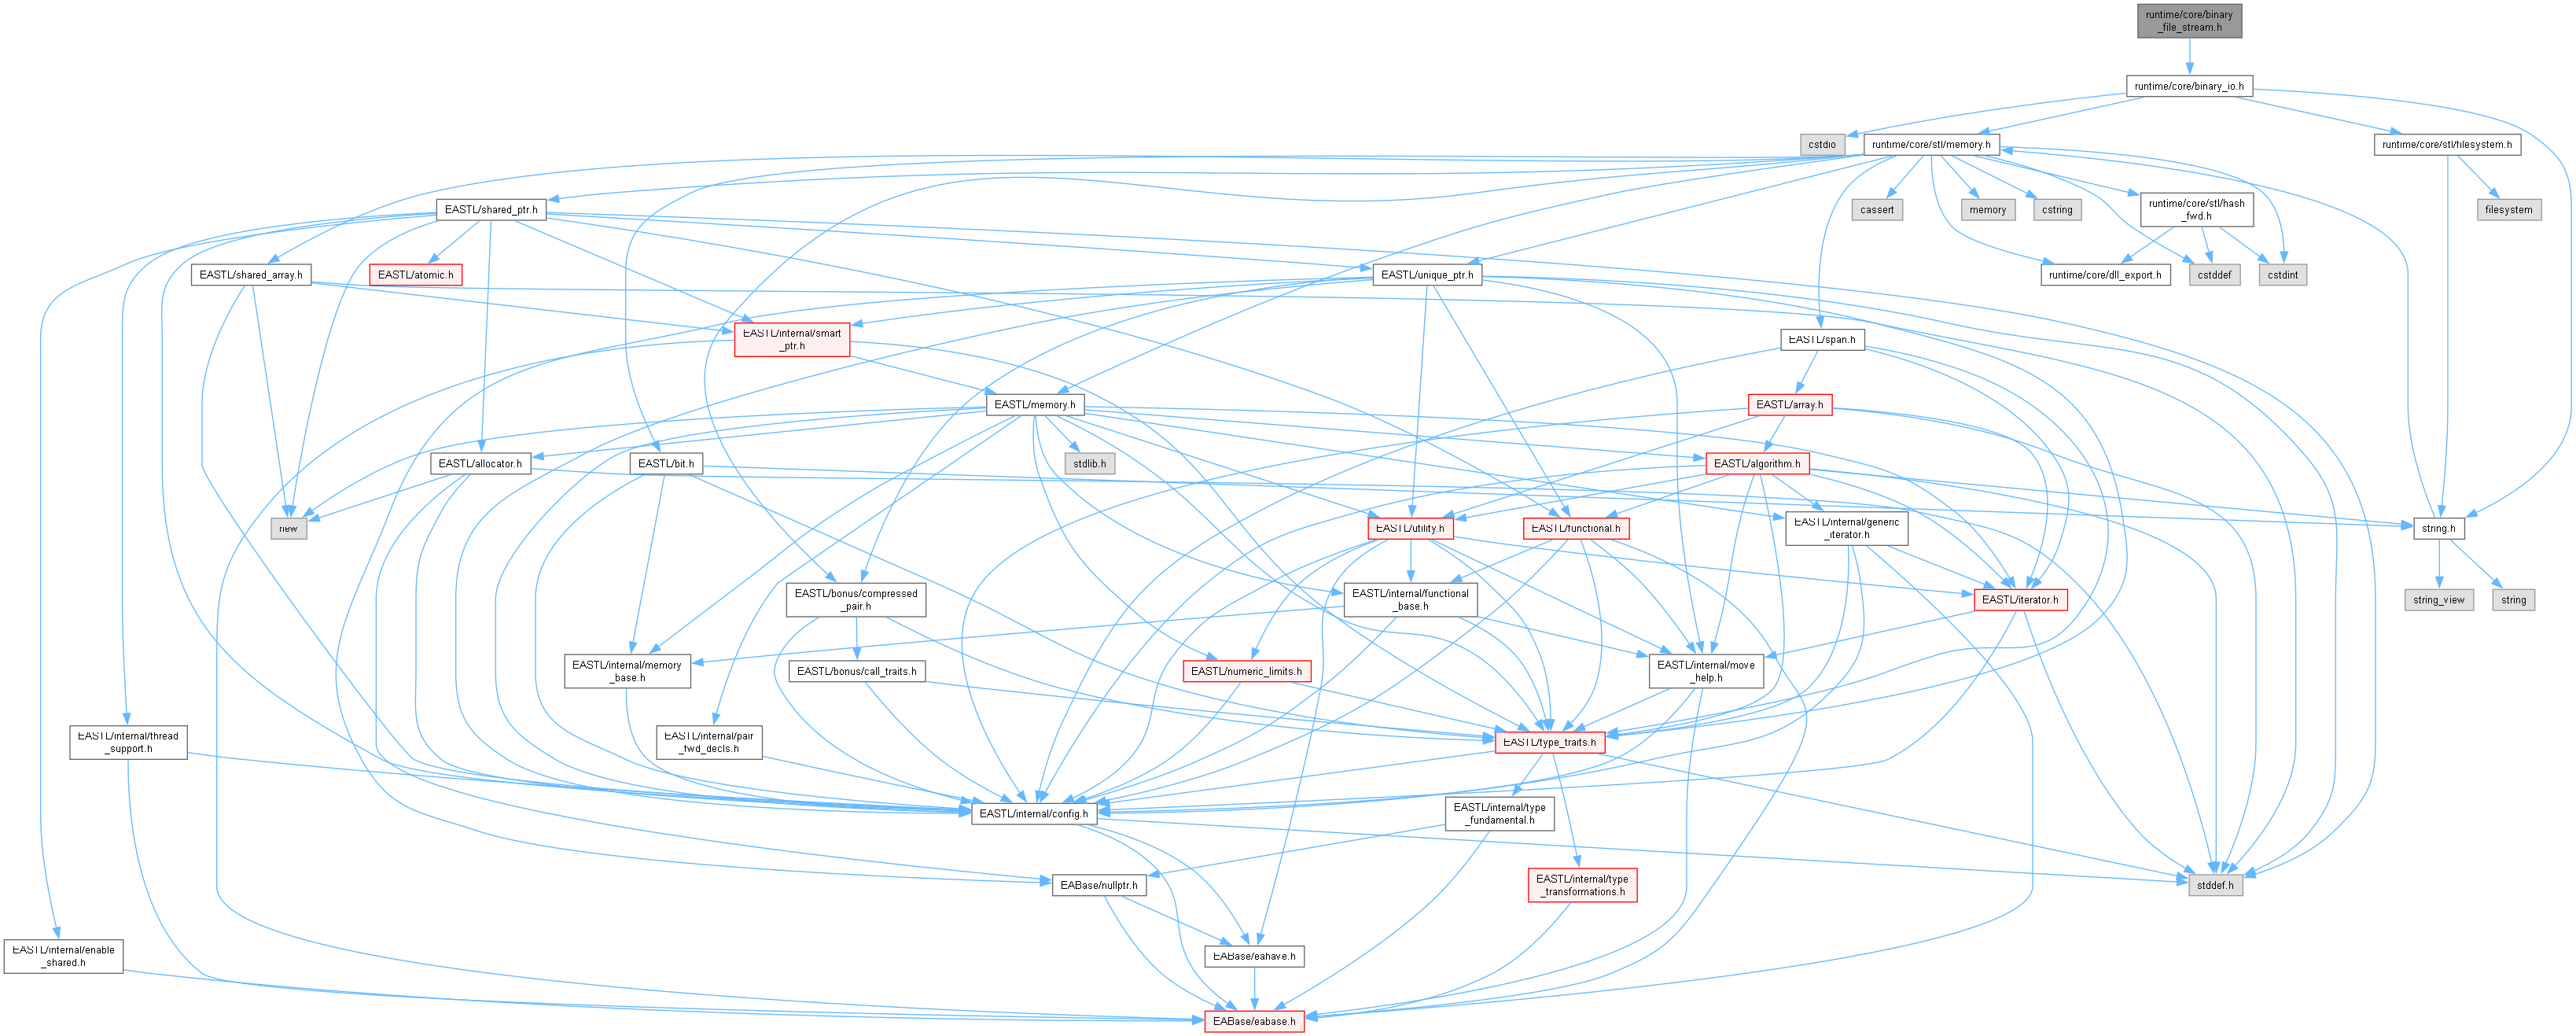 runtime/core/binary
_file_stream.h
runtime/core/binary_io.h
cstdio
runtime/core/stl/memory.h
runtime/core/stl/filesystem.h
EASTL/shared_ptr.h
cassert
memory
cstring
runtime/core/stl/hash
_fwd.h
filesystem
EASTL/shared_array.h
EASTL/atomic.h
EASTL/unique_ptr.h
runtime/core/dll_export.h
cstddef
cstdint
EASTL/internal/smart
_ptr.h
EASTL/span.h
EASTL/memory.h
EASTL/array.h
EASTL/allocator.h
EASTL/bit.h
stdlib.h
EASTL/algorithm.h
new
EASTL/utility.h
EASTL/functional.h
EASTL/internal/generic
_iterator.h
string.h
EASTL/bonus/compressed
_pair.h
EASTL/internal/functional
_base.h
EASTL/iterator.h
string_view
string
EASTL/internal/memory
_base.h
EASTL/bonus/call_traits.h
EASTL/numeric_limits.h
EASTL/internal/move
_help.h
EASTL/internal/thread
_support.h
EASTL/internal/pair
_fwd_decls.h
EASTL/type_traits.h
EASTL/internal/config.h
EASTL/internal/type
_fundamental.h
EABase/nullptr.h
EASTL/internal/type
_transformations.h
stddef.h
EASTL/internal/enable
_shared.h
EABase/eahave.h
EABase/eabase.h